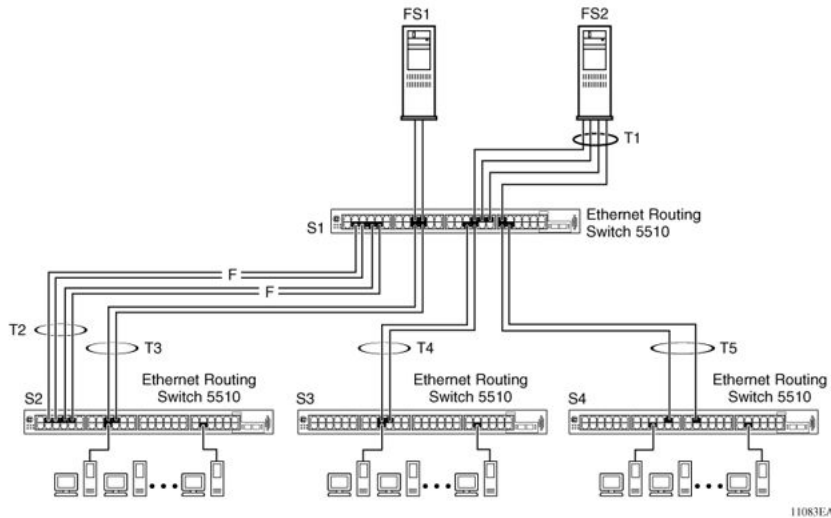 FS1
FS2
T1
S1
Ethernet Routing
Switch 5510
F
F
T2
T3
T4
T5
S2
Ethernet Routing
Switch 5510
S3
Ethernet Routing
Switch 5510
S4
Ethernet Routing
Switch 5510
11083EA